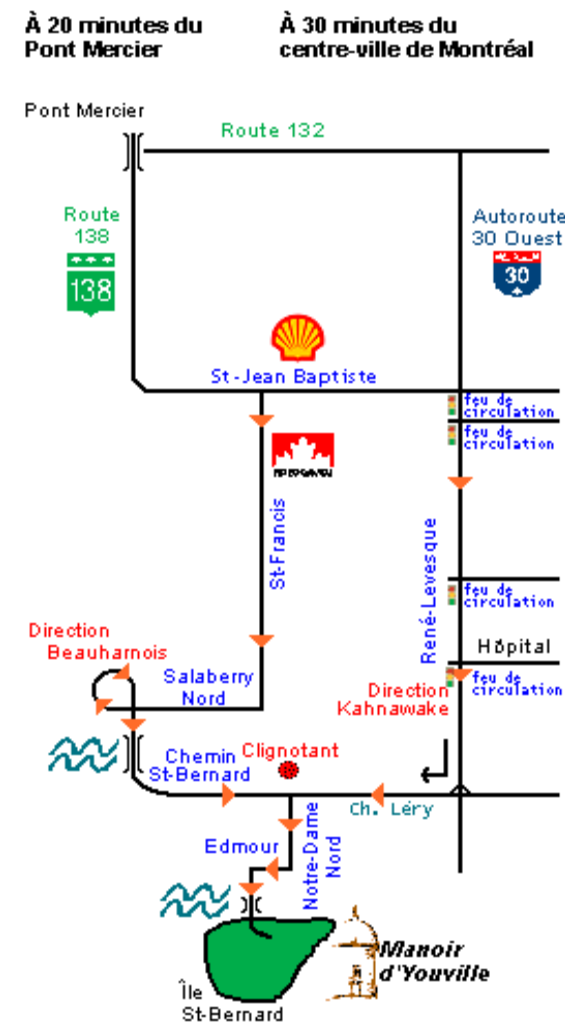 À 20 minutes du
Pont Mercier
À 30 minutes du
centre-ville de Montréal
Pont Mercier
Route 132
Route
138
138
Autoroute
30 Ouest
30
St-Jean Baptiste
feu de
circulation
feu de
circulation
St-Francis
René-Levesque
feu de
circulation
Hôpital
feu de
circulation
Direction
Beauharnois
Salaberry
Nord
Direction
Kahnawake
Chemin
St-Bernard
Clignotant
Ch. Léry
Edmour
Notre-Dame
Nord
Manoir
d'Youville
Île
St-Bernard